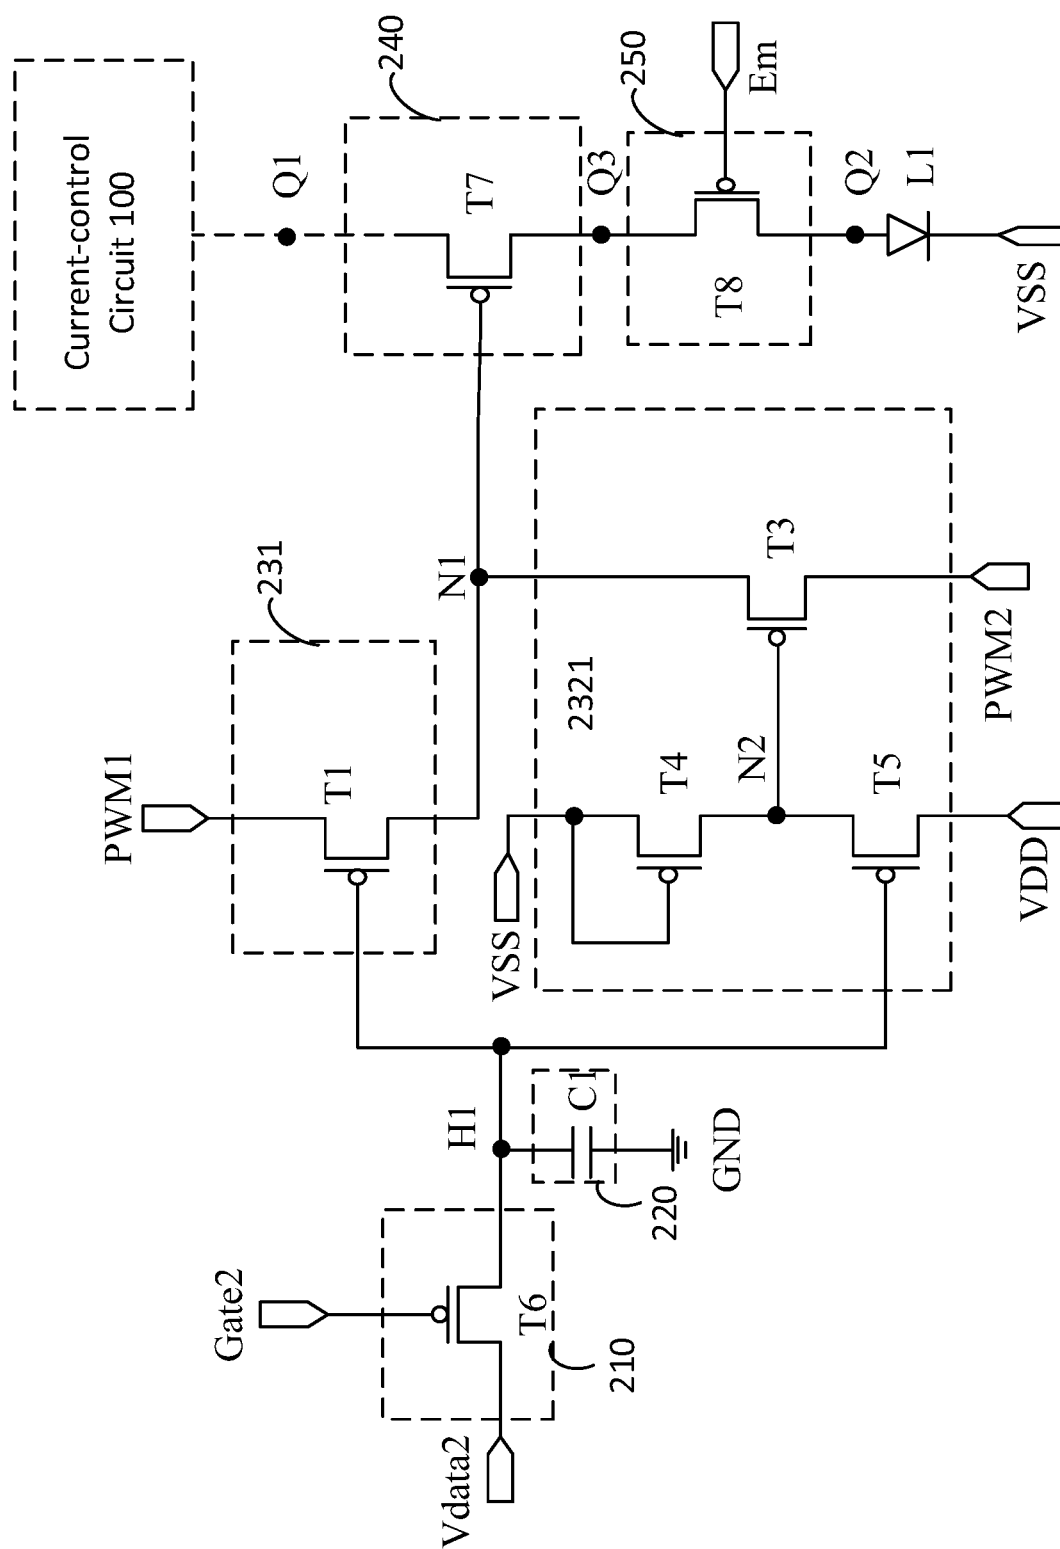 Current-control
Circuit 100
Q1
240
T7
Q3
250
Em
T8
Q2
L1
VSS
PWM1
231
T1
N1
2321
VSS
T4
N2
T3
T5
PWM2
VDD
Gate2
H1
C1
220
GND
T6
210
Vdata2